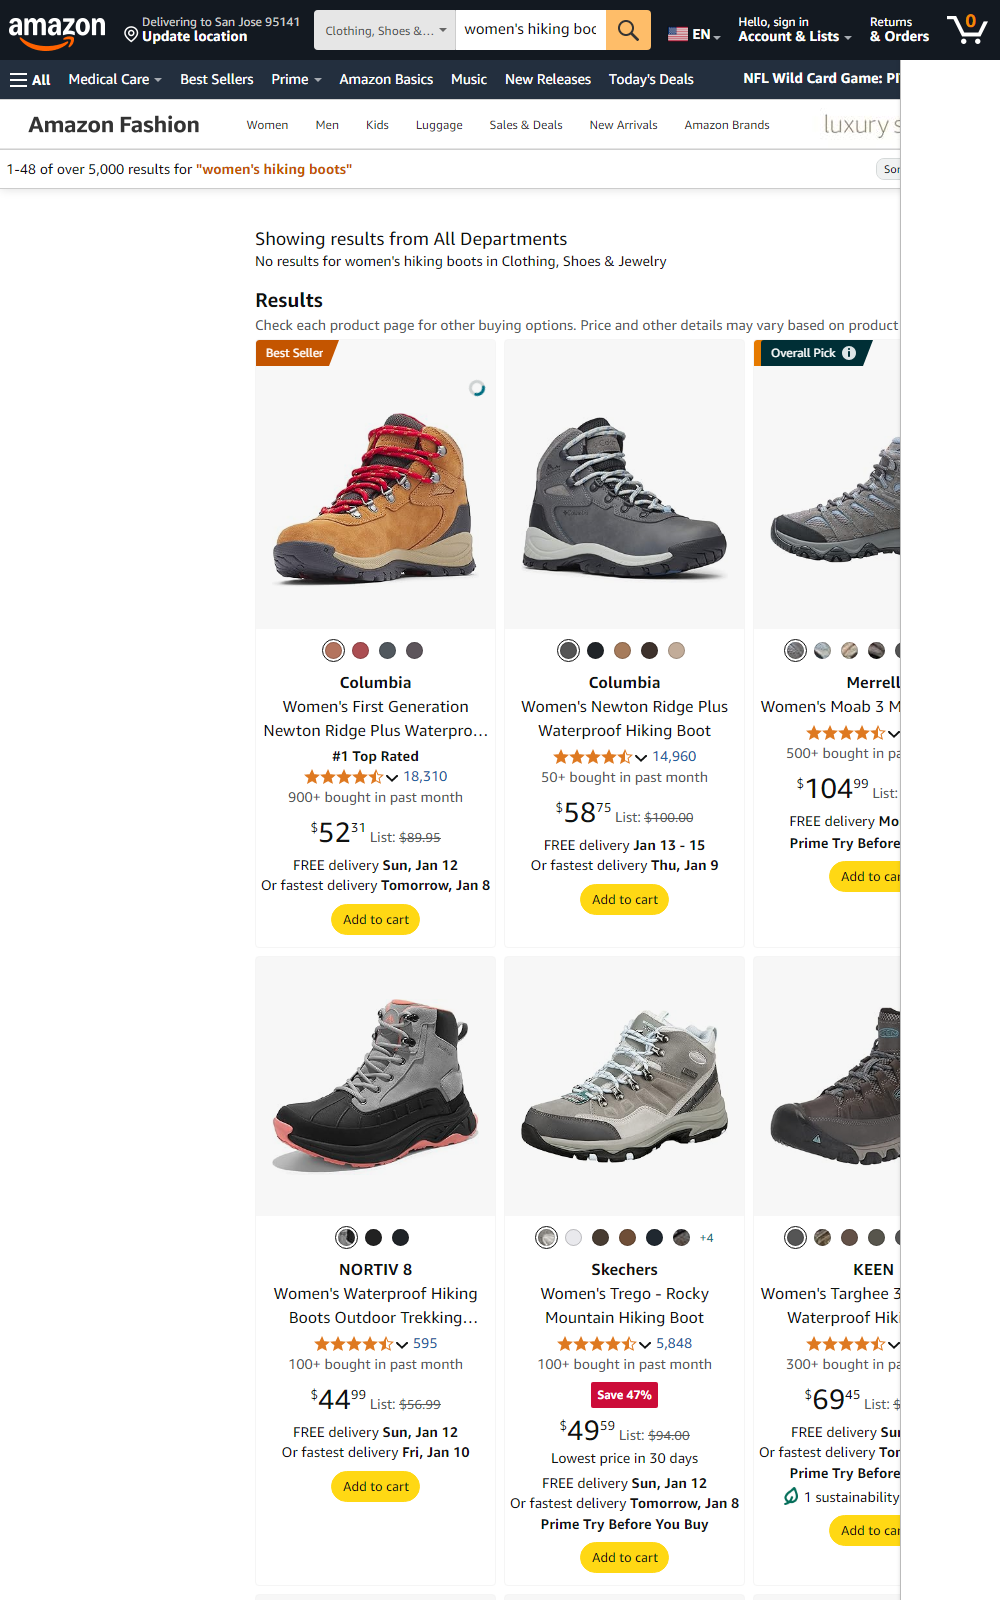 amazon
Delivering to San Jose 95141
Update location
Clothing, Shoes &...
women's hiking boo
EN
Hello, sign in
Account & Lists
Returns
& Orders
0
All
Medical Care
Best Sellers
Prime
Amazon Basics
Music
New Releases
Today's Deals
NFL Wild Card Game: PI
Amazon Fashion
Women
Men
Kids
Luggage
Sales & Deals
New Arrivals
Amazon Brands
luxury s
1-48 of over 5,000 results for "women's hiking boots"
Sor
Showing results from All Departments
No results for women's hiking boots in Clothing, Shoes & Jewelry
Results
Check each product page for other buying options. Price and other details may vary based on product
Best Seller
Overall Pick
Columbia
Women's First Generation
Newton Ridge Plus Waterpro...
#1 Top Rated
18,310
900+ bought in past month
$52.31 List: $89.95
FREE delivery Sun, Jan 12
Or fastest delivery Tomorrow, Jan 8
Add to cart
Columbia
Women's Newton Ridge Plus
Waterproof Hiking Boot
14,960
50+ bought in past month
$58.75 List: $100.00
FREE delivery Jan 13 - 15
Or fastest delivery Thu, Jan 9
Add to cart
Merrell
Women's Moab 3 M
500+ bought in pa
$104.99 List:
FREE delivery Mo
Prime Try Before
Add to car
NORTIV 8
Women's Waterproof Hiking
Boots Outdoor Trekking...
595
100+ bought in past month
$44.99 List: $56.99
FREE delivery Sun, Jan 12
Or fastest delivery Fri, Jan 10
Add to cart
+4
Skechers
Women's Trego - Rocky
Mountain Hiking Boot
5,848
100+ bought in past month
Save 47%
$49.59 List: $94.00
Lowest price in 30 days
FREE delivery Sun, Jan 12
Or fastest delivery Tomorrow, Jan 8
Prime Try Before You Buy
Add to cart
KEEN
Women's Targhee 3
Waterproof Hiki
300+ bought in pa
$69.45 List: $
FREE delivery Sun
Or fastest delivery Tor
Prime Try Before
1 sustainability
Add to car